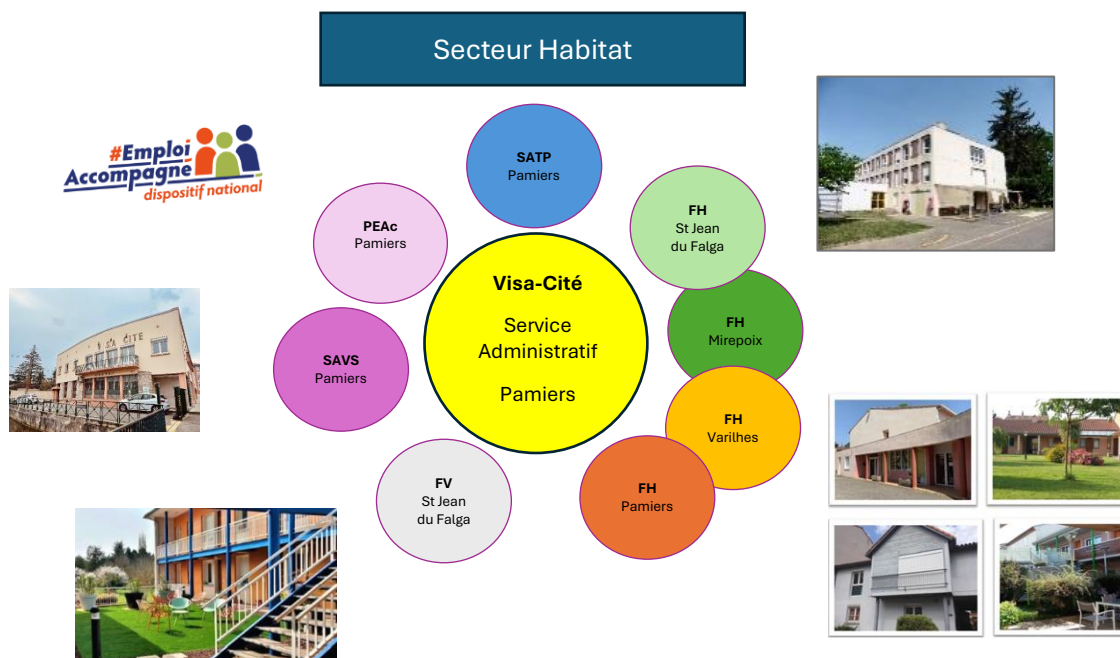 Secteur Habitat
#Emploi
Accompagné
dispositif national
SATP
Pamiers
PEAc
Pamiers
FH
St Jean
du Falga
Visa-Cité
Service
Administratif
Pamiers
FH
Mirepoix
SAVS
Pamiers
FH
Varilhes
FV
St Jean
du Falga
FH
Pamiers